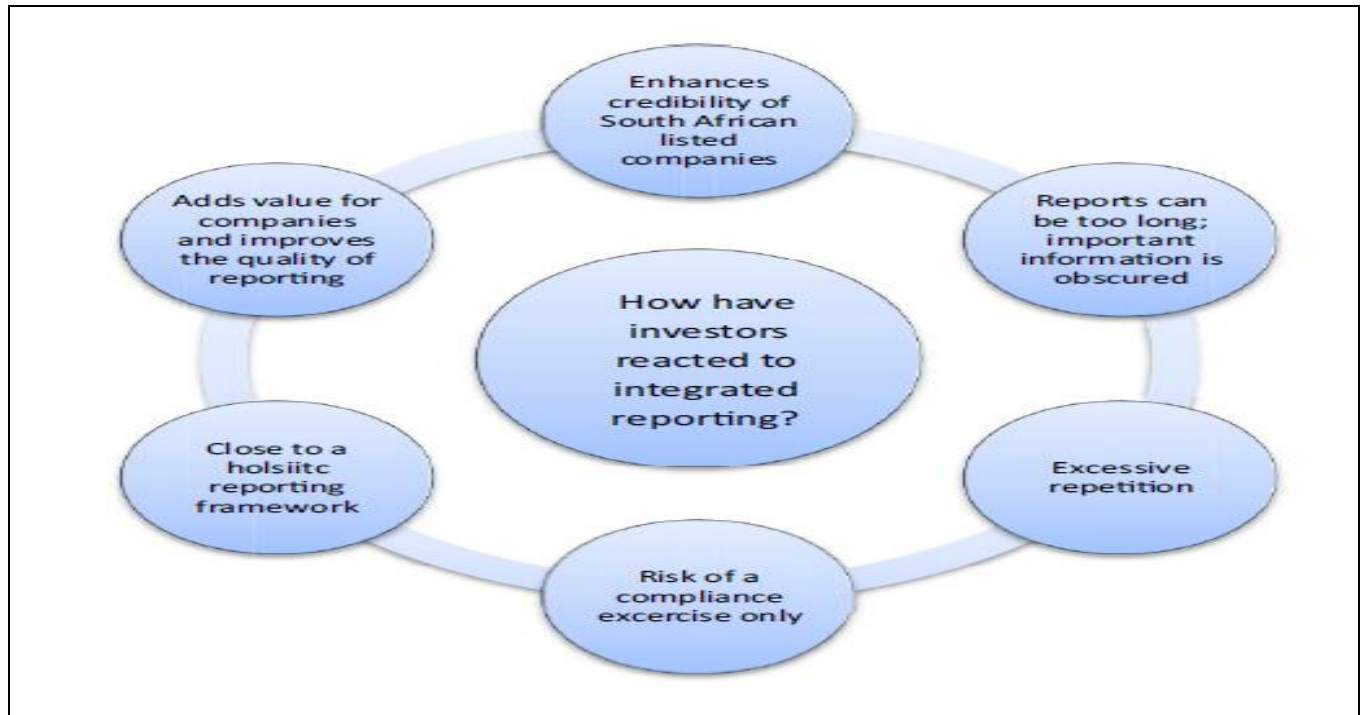 Enhances
credibility of
South African
listed
companies
Reports can
be too long;
important
information is
obscured
Excessive
repetition
Risk of a
compliance
excercise only
Close to a
holsiitc
reporting
framework
Adds value for
companies
and improves
the quality of
reporting
How have
investors
reacted to
integrated
reporting?